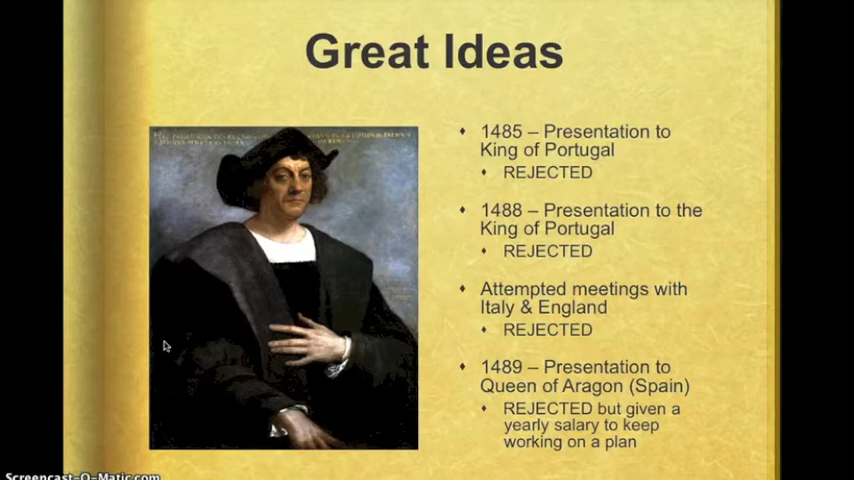 Great Ideas
1485 – Presentation to
King of Portugal
REJECTED
1488 – Presentation to the
King of Portugal
REJECTED
Attempted meetings with
Italy & England
REJECTED
1489 – Presentation to
Queen of Aragon (Spain)
REJECTED but given a
yearly salary to keep
working on a plan
Screencast-O-Matic.com